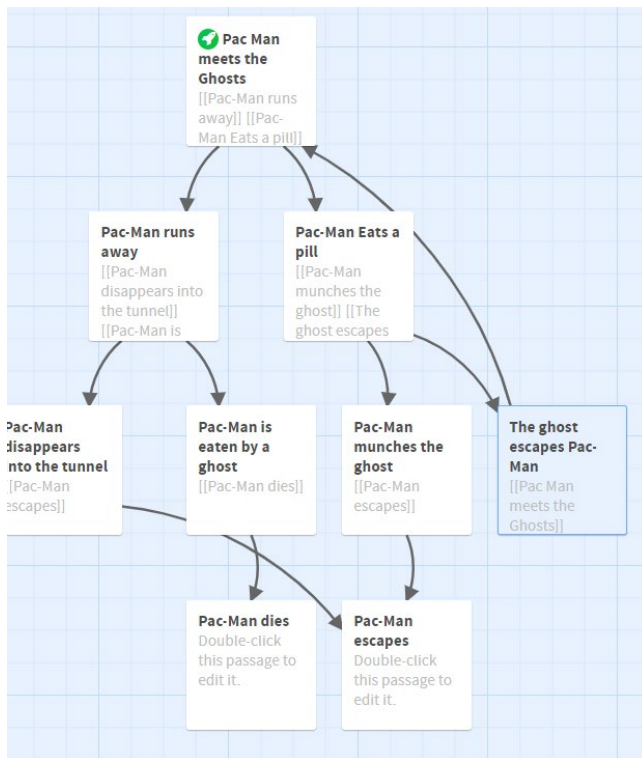 Pac Man
meets the
Ghosts
[[Pac-Man runs
away]] [[Pac-
Man Eats a pill]]
Pac-Man runs
away
[[Pac-Man
disappears into
the tunnel]]
[[Pac-Man is
Pac-Man Eats a
pill
[[Pac-Man
munches the
ghost]] [[The
ghost escapes
Pac-Man
disappears
into the tunnel
[[Pac-Man
escapes]]
Pac-Man is
eaten by a
ghost
[[Pac-Man dies]]
Pac-Man
munches the
ghost
[[Pac-Man
escapes]]
The ghost
escapes Pac-
Man
[[Pac Man
meets the
Ghosts]]
Pac-Man dies
Double-click
this passage to
edit it.
Pac-Man
escapes
Double-click
this passage to
edit it.